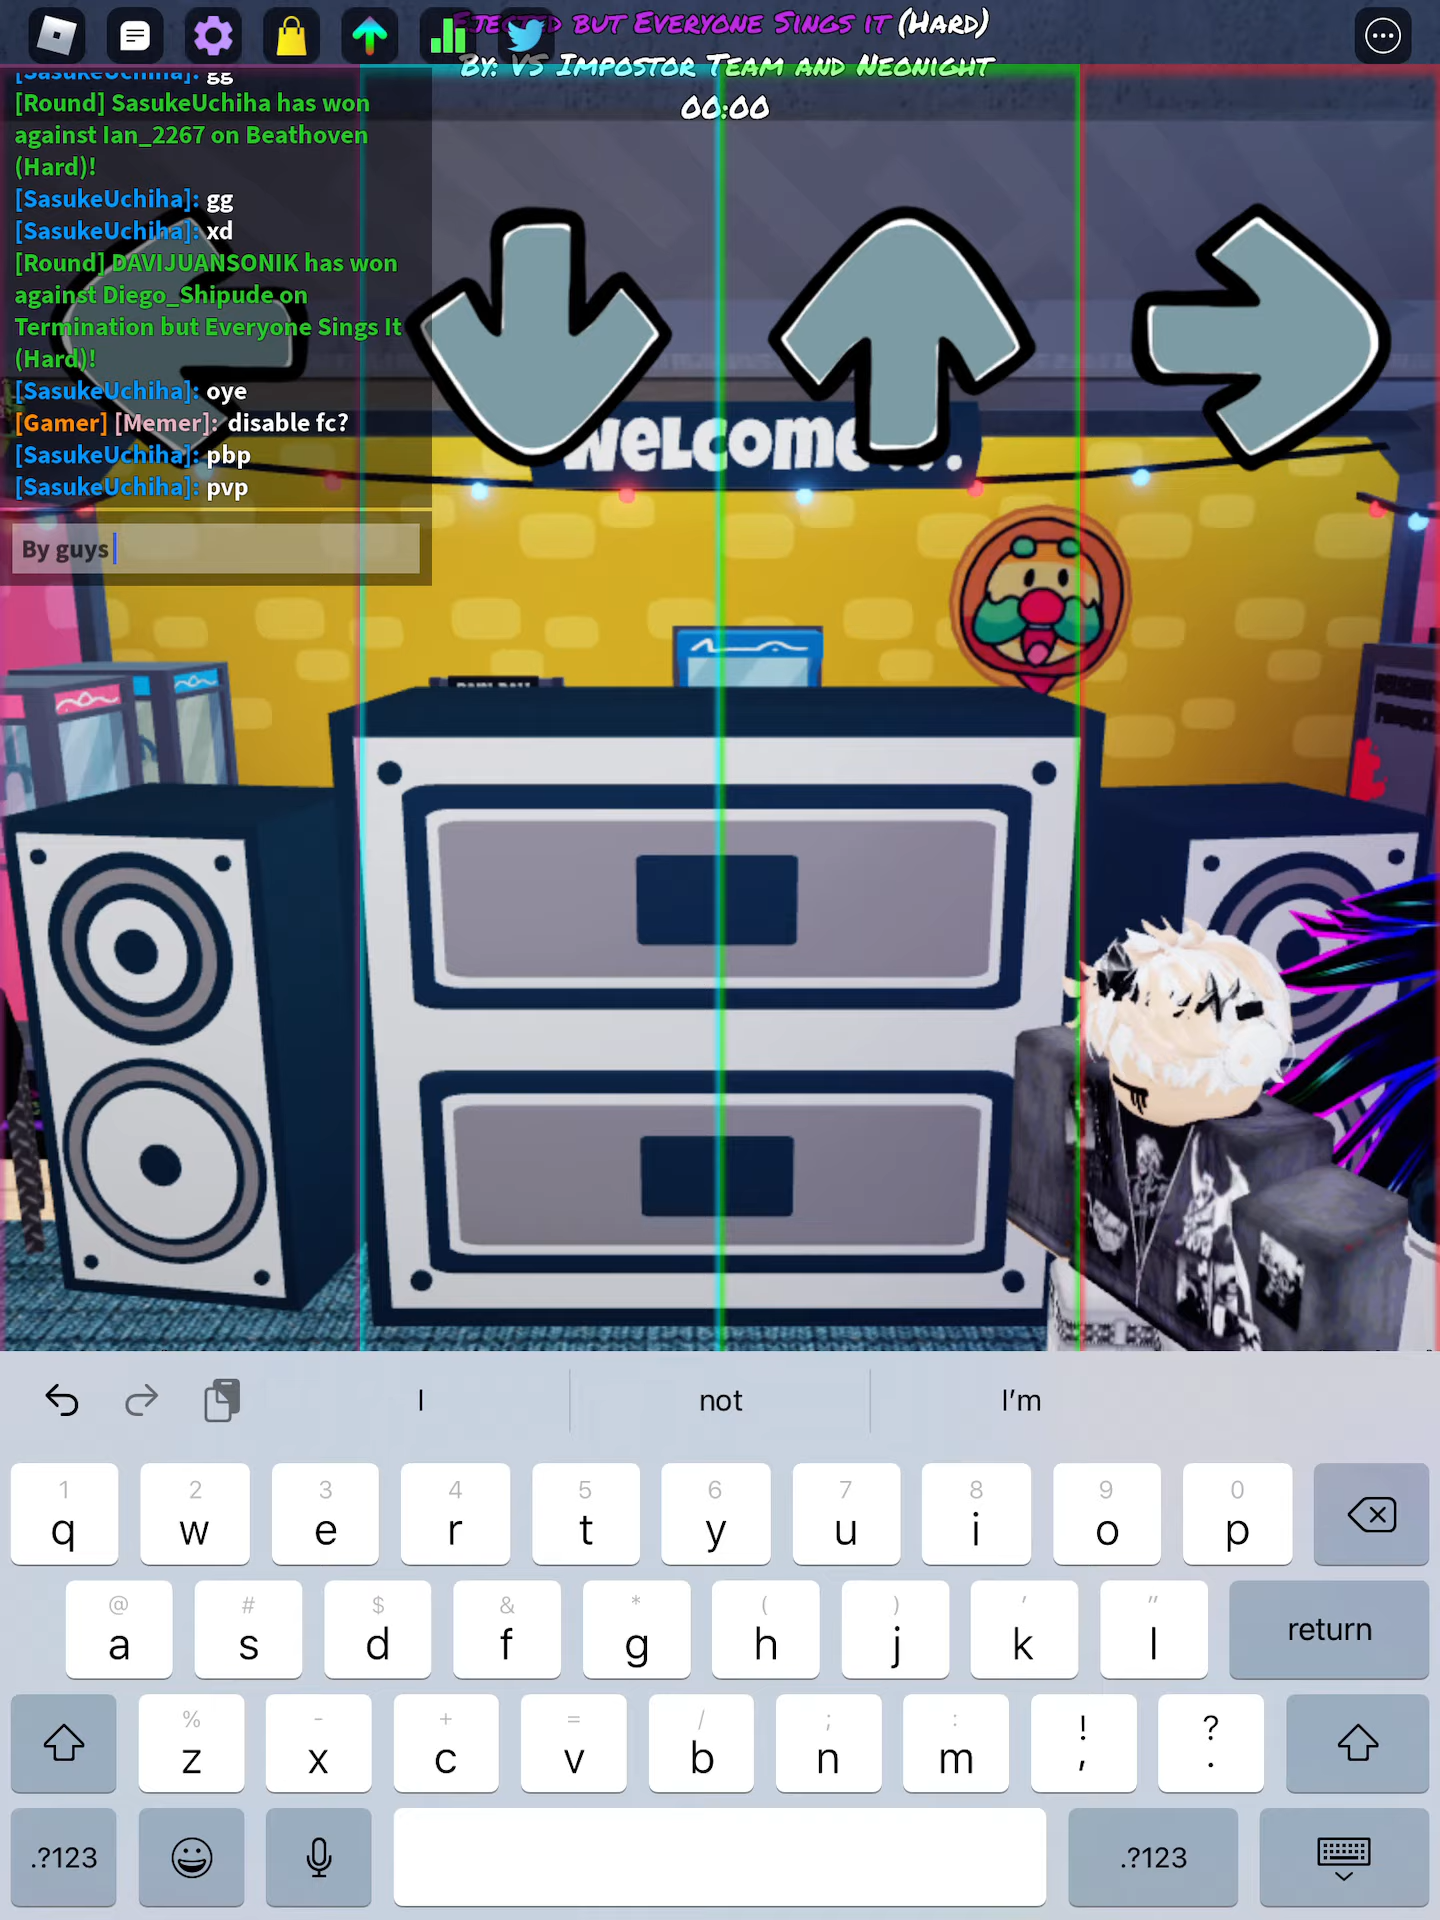 Ejected but Everyone Sings it (Hard)
By: VS Impostor Team and Neonight
00:00
[SasukeUchiha]: gg
[Round] SasukeUchiha has won
against Ian_2267 on Beathoven
(Hard)!
[SasukeUchiha]: gg
[SasukeUchiha]: xd
[Round] DAVIJUANSONIK has won
against Diego_Shipude on
Termination but Everyone Sings It
(Hard)!
[SasukeUchiha]: oye
[Gamer] [Memer]: disable fc?
[SasukeUchiha]: pbp
[SasukeUchiha]: pvp
By guys
Welcome
I not I'm
1 2 3 4 5 6 7 8 9 0
q w e r t y u i o p
@ # $ & * ( ) ' "
a s d f g h j k l return
% - + = / ; : ! ?
z x c v b n m , .
.?123 .?123